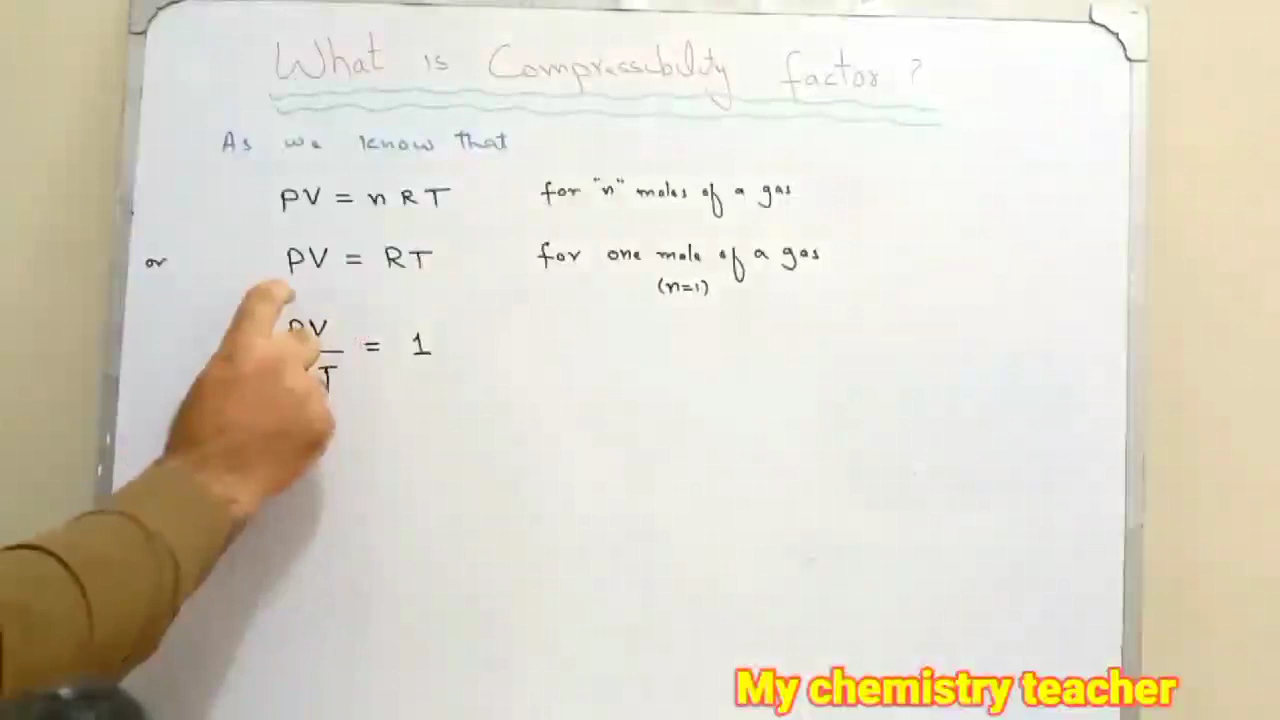 What is Compressibility factor?
As we know that
PV = n R T for "n" moles of a gas
or PV = RT for one mole of a gas
(n=1)
PV
T = 1
My chemistry teacher